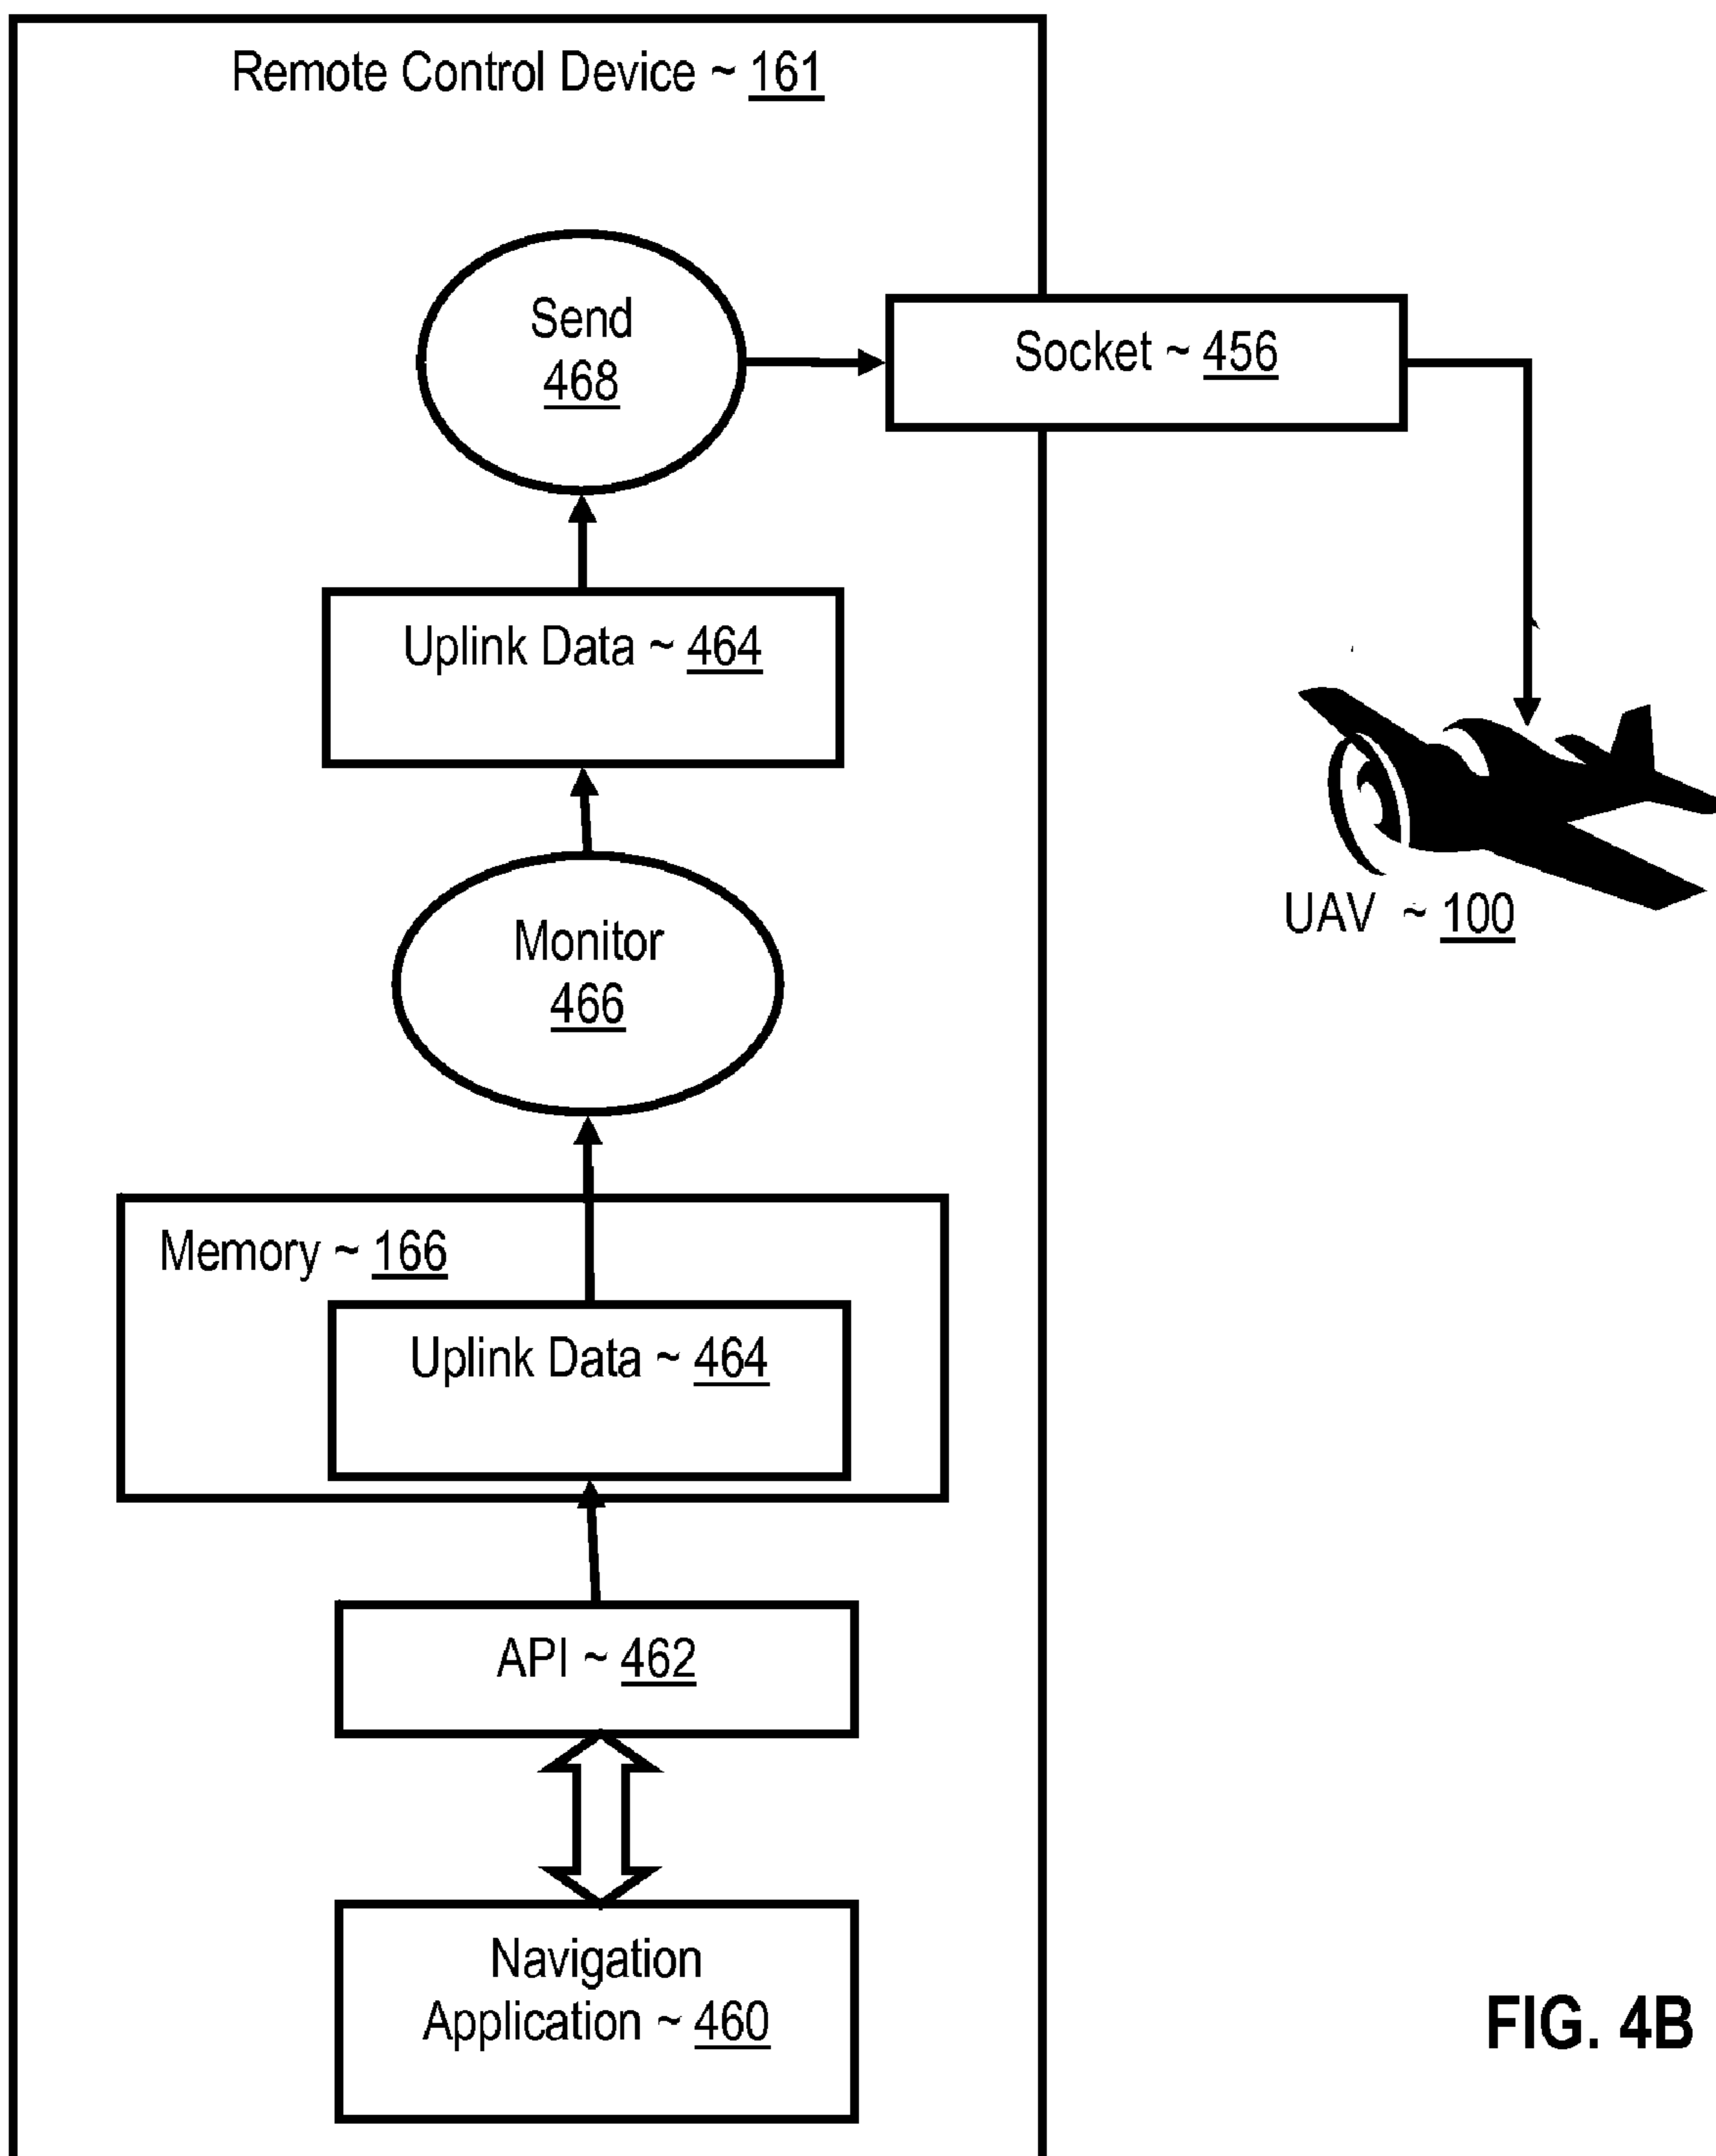 Remote Control Device ~ 161
Send
468
Socket ~ 456
Uplink Data ~ 464
Monitor
466
UAV ~ 100
Memory ~ 166
Uplink Data ~ 464
API ~ 462
Navigation
Application ~ 460
FIG. 4B